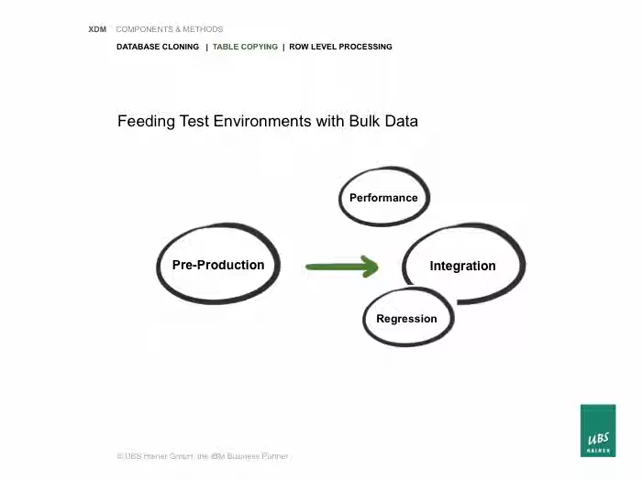 XDM COMPONENTS & METHODS
DATABASE CLONING | TABLE COPYING | ROW LEVEL PROCESSING
Feeding Test Environments with Bulk Data
Performance
Pre-Production
Integration
Regression
UBS
HAINER
© UBS Hainer GmbH, the IBM Business Partner